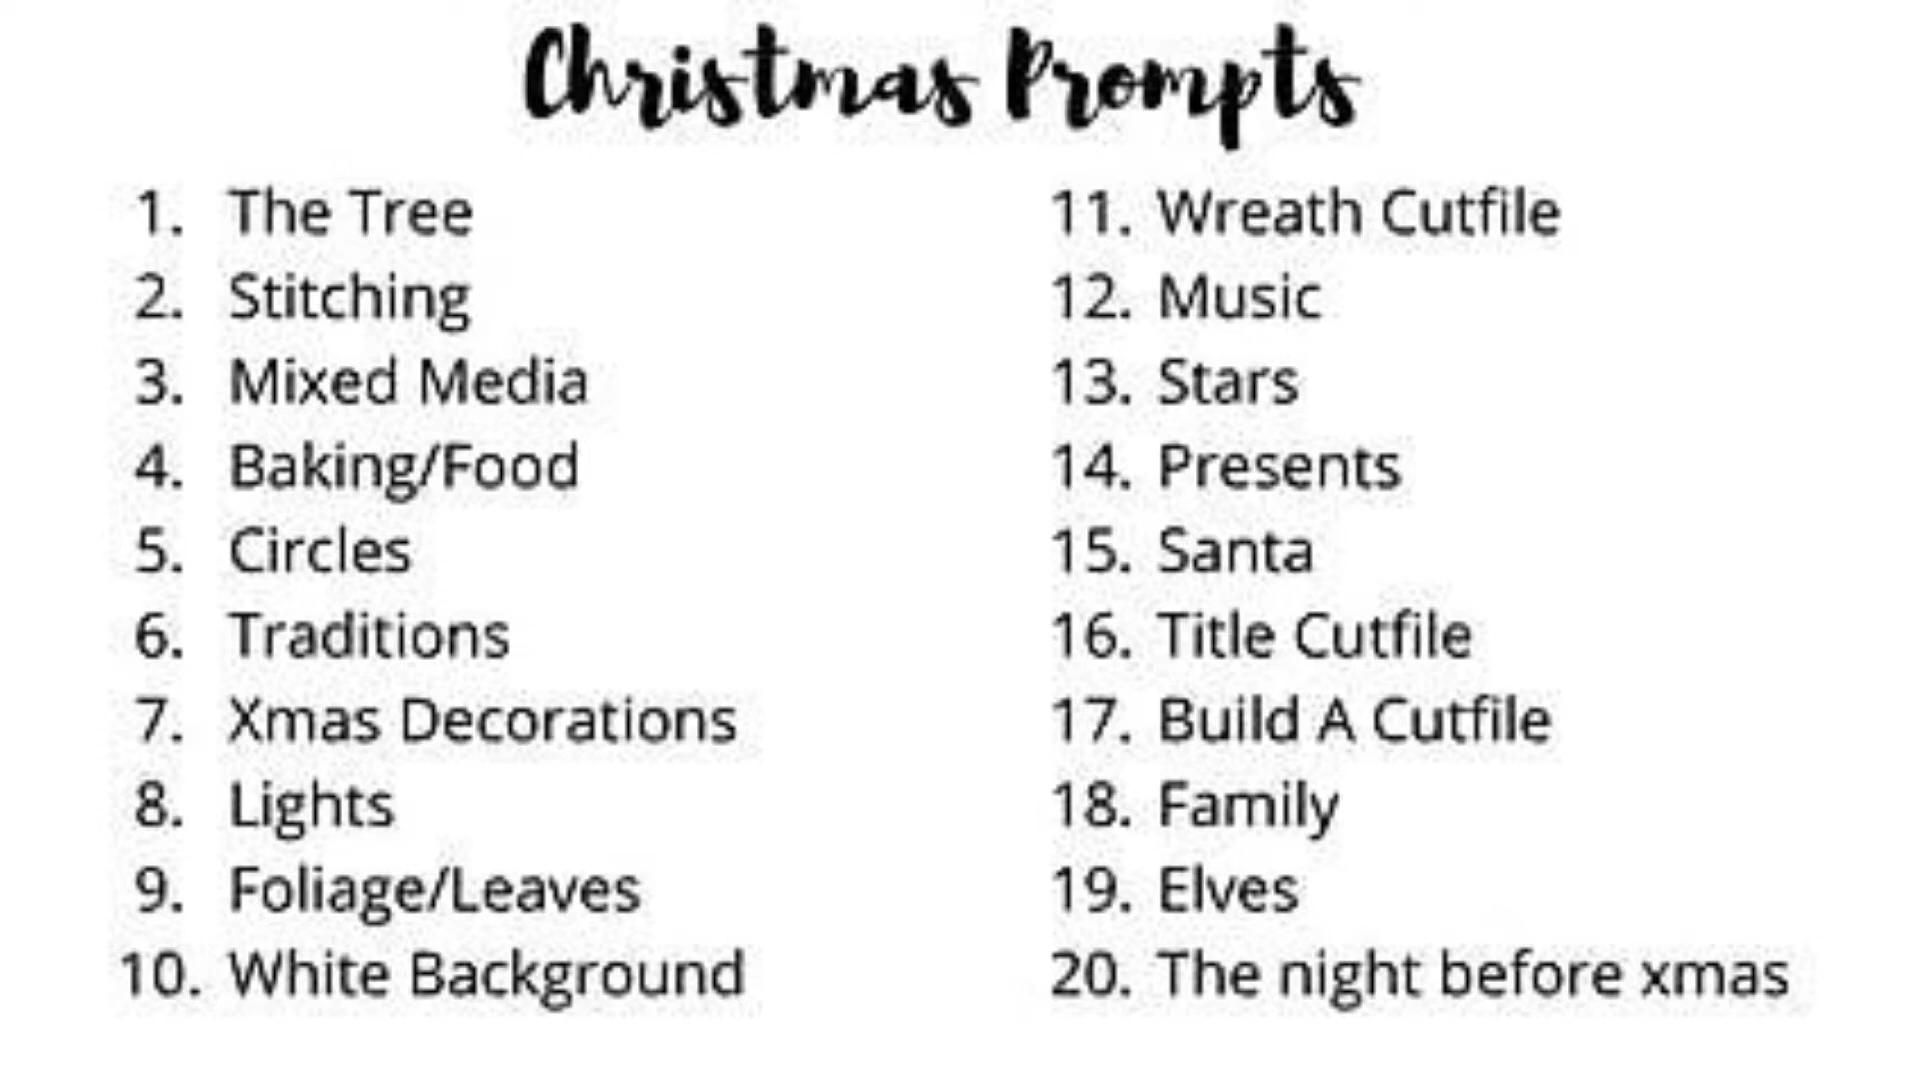 Christmas Prompts
1. The Tree
2. Stitching
3. Mixed Media
4. Baking/Food
5. Circles
6. Traditions
7. Xmas Decorations
8. Lights
9. Foliage/Leaves
10. White Background
11. Wreath Cutfile
12. Music
13. Stars
14. Presents
15. Santa
16. Title Cutfile
17. Build A Cutfile
18. Family
19. Elves
20. The night before xmas